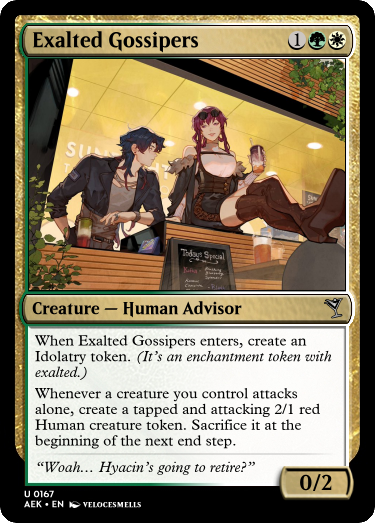 Exalted Gossipers 1
Today's Special
Creature — Human Advisor
When Exalted Gossipers enters, create an
Idolatry token. (It's an enchantment token with
exalted.)
Whenever a creature you control attacks
alone, create a tapped and attacking 2/1 red
Human creature token. Sacrifice it at the
beginning of the next end step.
“Woah… Hyacin's going to retire?”
0/2
U 0167
AEK • EN VELOCESMELLS